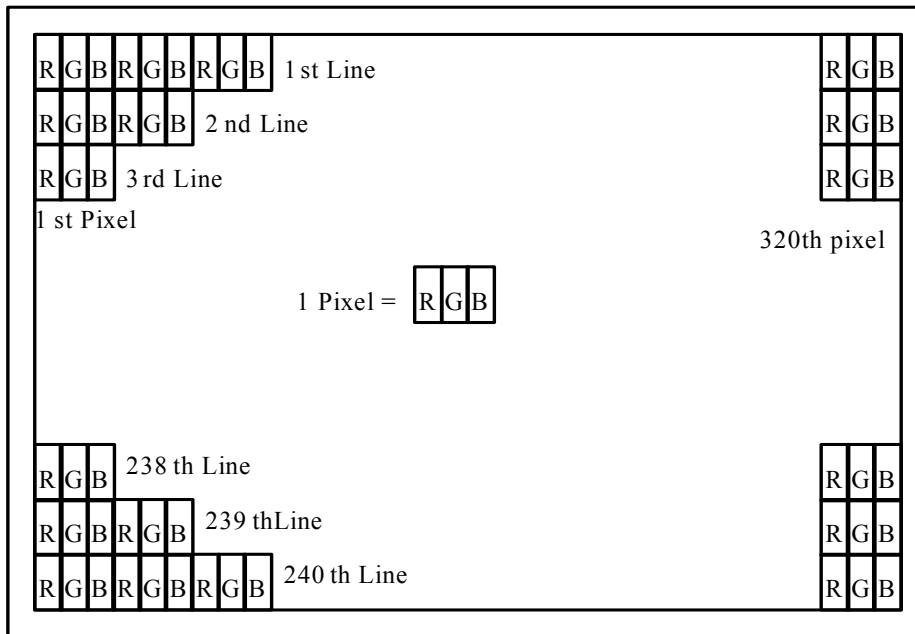 R G B R G B R G B 1 st Line R G B
R G B R G B 2 nd Line R G B
R G B 3 rd Line R G B
1 st Pixel
320th pixel
1 Pixel = R G B
R G B 238 th Line R G B
R G B R G B 239 thLine R G B
R G B R G B R G B 240 th Line R G B